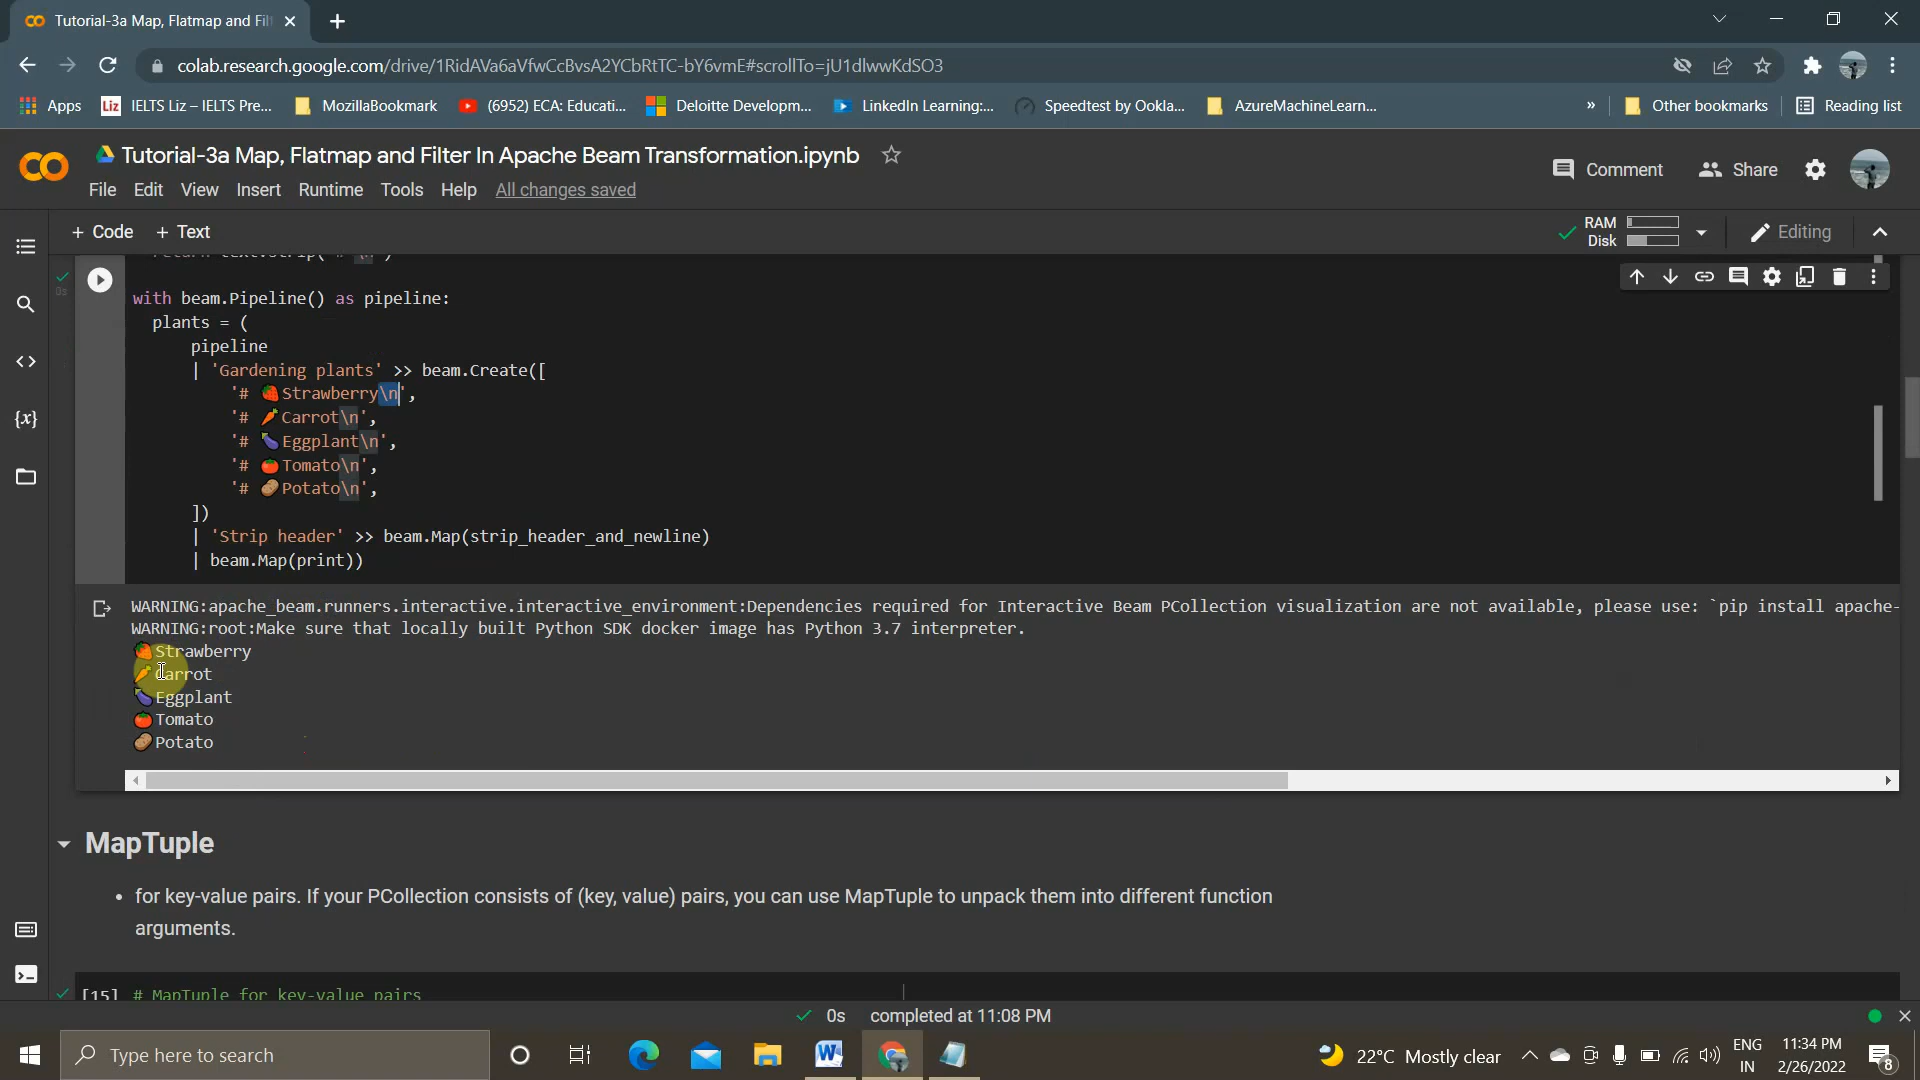 Tutorial-3a Map, Flatmap and Filt
colab.research.google.com/drive/1RidAVa6aVfwCcBvsA2YCbRtTC-bY6vmE#scrollTo=jU1dlwwKdSO3
Apps
Liz IELTS Liz – IELTS Pre...
MozillaBookmark
(6952) ECA: Educati...
Deloitte Developm...
LinkedIn Learning:...
Speedtest by Ookla...
AzureMachineLearn...
»
Other bookmarks
Reading list
Tutorial-3a Map, Flatmap and Filter In Apache Beam Transformation.ipynb
Comment
Share
File Edit View Insert Runtime Tools Help All changes saved
+ Code + Text
RAM
Disk
Editing
with beam.Pipeline() as pipeline:
plants = (
pipeline
| 'Gardening plants' >> beam.Create([
'# 🍓Strawberry\n',
'# 🥕Carrot\n',
'# 🍆Eggplant\n',
'# 🍅Tomato\n',
'# 🥔Potato\n',
])
| 'Strip header' >> beam.Map(strip_header_and_newline)
| beam.Map(print))
WARNING:apache_beam.runners.interactive.interactive_environment:Dependencies required for Interactive Beam PCollection visualization are not available, please use: `pip install apache-
WARNING:root:Make sure that locally built Python SDK docker image has Python 3.7 interpreter.
🍓Strawberry
🥕Carrot
🍆Eggplant
🍅Tomato
🥔Potato
MapTuple
• for key-value pairs. If your PCollection consists of (key, value) pairs, you can use MapTuple to unpack them into different function
arguments.
[15] # MapTuple for key-value pairs
0s completed at 11:08 PM
Type here to search
22°C Mostly clear
ENG
IN
11:34 PM
2/26/2022
8